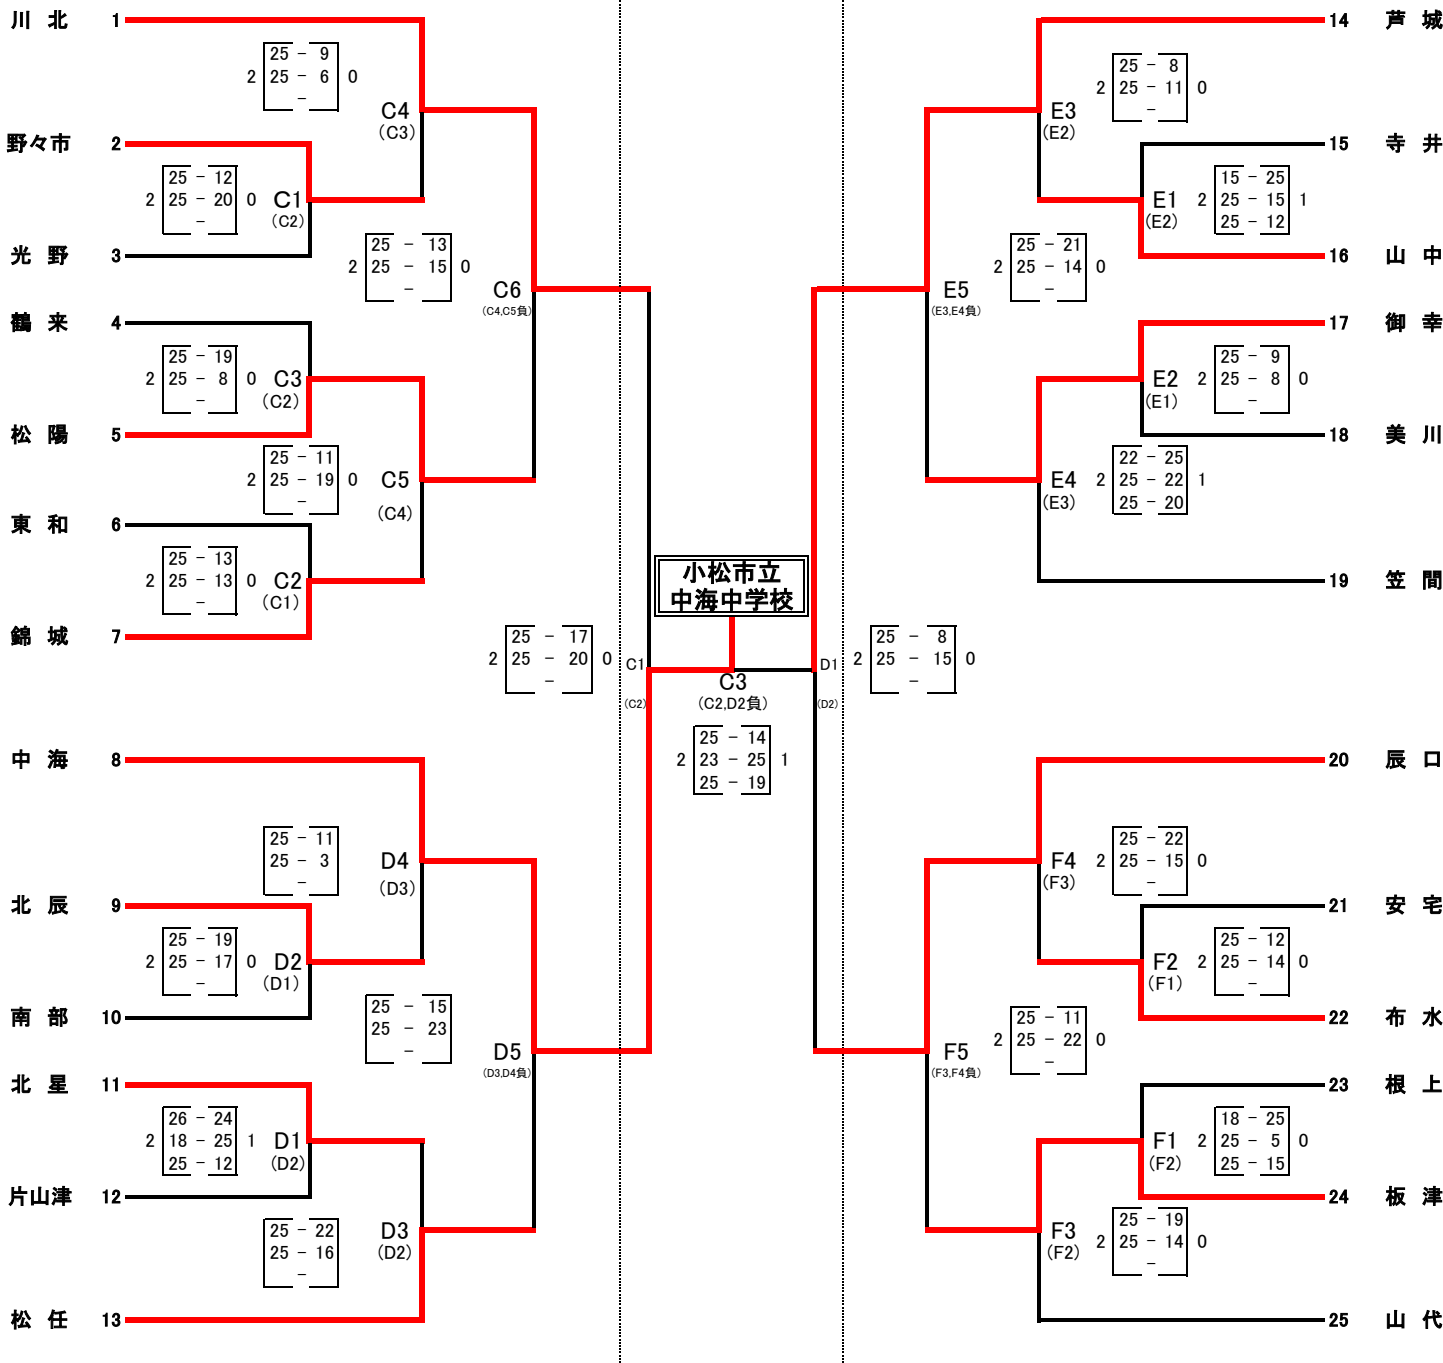 川 北 1
25 - 9
2 25 - 6 0
-
C4
(C3)
野々市 2
25 - 12
2 25 - 20 0
-
C1
(C2)
光 野 3
25 - 13
2 25 - 15 0
-
C6
(C4,C5負)
鶴 来 4
25 - 19
2 25 - 8 0
-
C3
(C2)
松 陽 5
25 - 11
2 25 - 19 0
-
C5
(C4)
東 和 6
25 - 13
2 25 - 13 0
-
C2
(C1)
錦 城 7
25 - 17
2 25 - 20 0
-
C1
(C2)
中 海 8
25 - 11
25 - 3
-
D4
(D3)
北 辰 9
25 - 19
2 25 - 17 0
-
D2
(D1)
南 部 10
25 - 15
25 - 23
-
D5
(D3,D4負)
北 星 11
26 - 24
2 18 - 25 1
25 - 12
D1
(D2)
片山津 12
25 - 22
25 - 16
-
D3
(D2)
松 任 13
小松市立
中海中学校
C3
(C2,D2負)
25 - 14
2 23 - 25 1
25 - 19
14 芦 城
25 - 8
2 25 - 11 0
-
E3
(E2)
15 寺 井
15 - 25
2 25 - 15 1
25 - 12
E1
(E2)
16 山 中
25 - 21
2 25 - 14 0
-
E5
(E3,E4負)
17 御 幸
25 - 9
2 25 - 8 0
-
E2
(E1)
18 美 川
22 - 25
2 25 - 22 1
25 - 20
E4
(E3)
19 笠 間
25 - 8
2 25 - 15 0
-
D1
(D2)
20 辰 口
25 - 22
2 25 - 15 0
-
F4
(F3)
21 安 宅
25 - 12
2 25 - 14 0
-
F2
(F1)
22 布 水
25 - 11
2 25 - 22 0
-
F5
(F3,F4負)
23 根 上
18 - 25
2 25 - 5 0
25 - 15
F1
(F2)
24 板 津
25 - 19
2 25 - 14 0
-
F3
(F2)
25 山 代